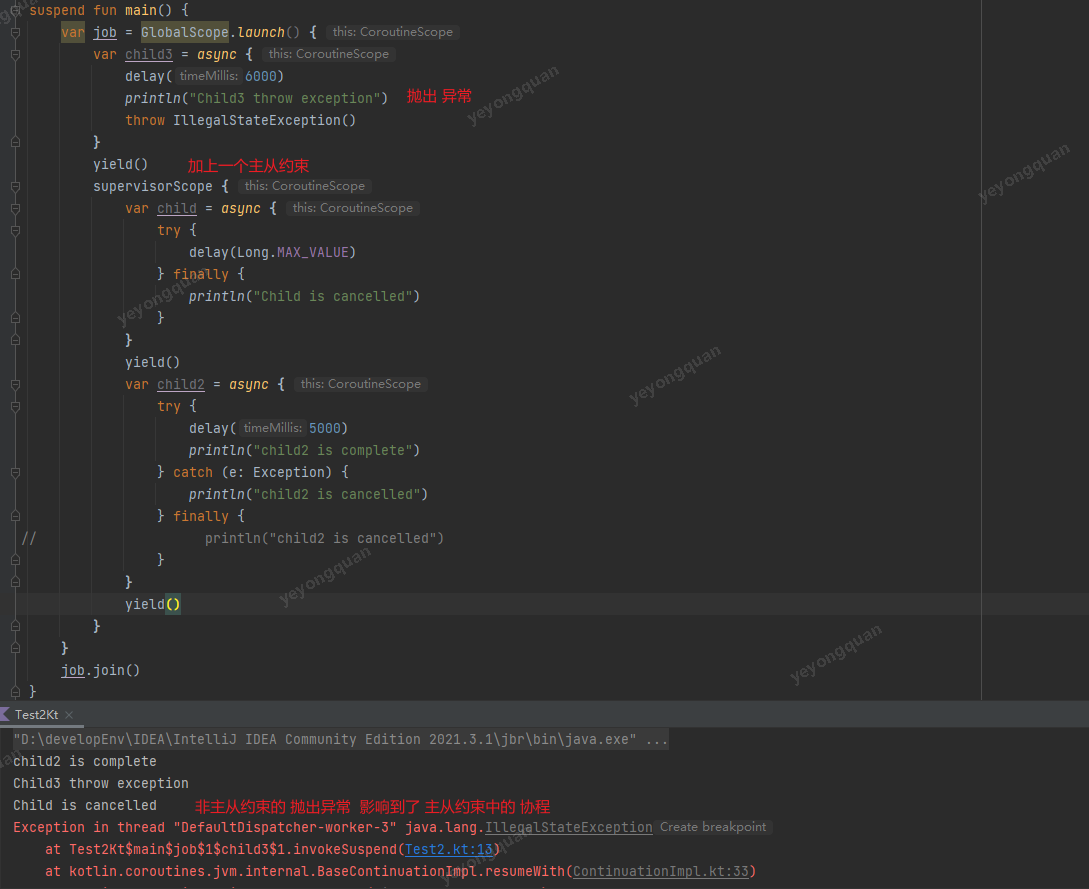 suspend fun main() {
var job = GlobalScope.launch() { this: CoroutineScope
var child3 = async { this: CoroutineScope
delay( timeMillis: 6000)
println("Child3 throw exception") 抛出 异常
throw IllegalStateException()
}
yield() 加上一个主从约束
supervisorScope { this: CoroutineScope
var child = async { this: CoroutineScope
try {
delay(Long.MAX_VALUE)
} finally {
println("Child is cancelled")
}
}
yield()
var child2 = async { this: CoroutineScope
try {
delay( timeMillis: 5000)
println("child2 is complete")
} catch (e: Exception) {
println("child2 is cancelled")
} finally {
// println("child2 is cancelled")
}
}
yield()
}
}
job.join()
}
Test2Kt ×
"D:\developEnv\IDEA\IntelliJ IDEA Community Edition 2021.3.1\jbr\bin\java.exe" ...
child2 is complete
Child3 throw exception
Child is cancelled 非主从约束的 抛出异常 影响到了 主从约束中的 协程
Exception in thread "DefaultDispatcher-worker-3" java.lang.IllegalStateException Create breakpoint
at Test2Kt$main$job$1$child3$1.invokeSuspend(Test2.kt:13)
at kotlin.coroutines.jvm.internal.BaseContinuationImpl.resumeWith(ContinuationImpl.kt:33)
yeyongquan
yeyongquan
yeyongquan
yeyongquan
yeyongquan
yeyongquan
yeyongquan